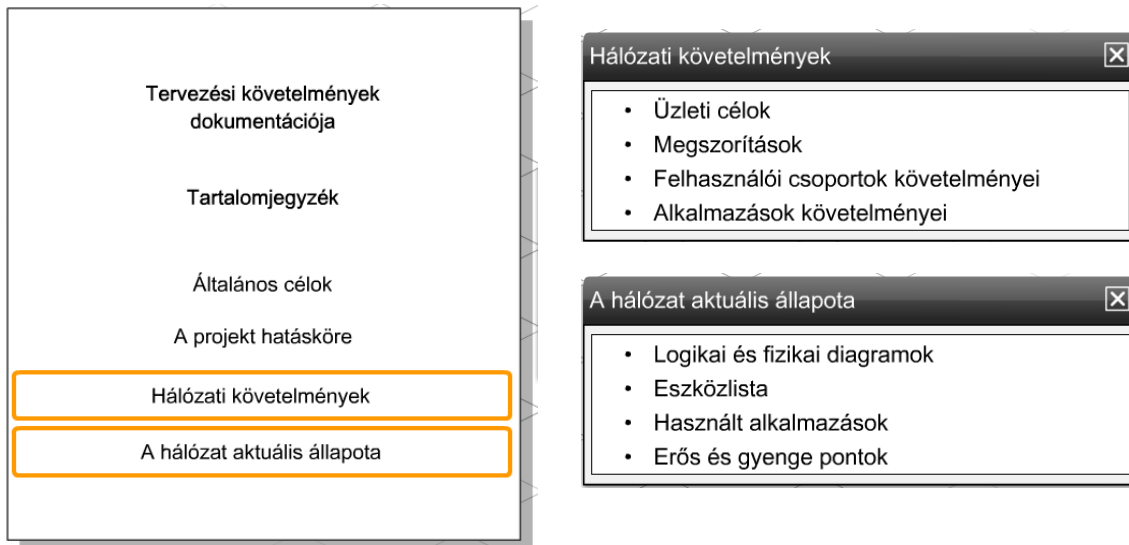 Tervezési követelmények
dokumentációja
Tartalomjegyzék
Általános célok
A projekt hatásköre
Hálózati követelmények
A hálózat aktuális állapota
Hálózati követelmények
• Üzleti célok
• Megszorítások
• Felhasználói csoportok követelményei
• Alkalmazások követelményei
A hálózat aktuális állapota
• Logikai és fizikai diagramok
• Eszközlista
• Használt alkalmazások
• Erős és gyenge pontok